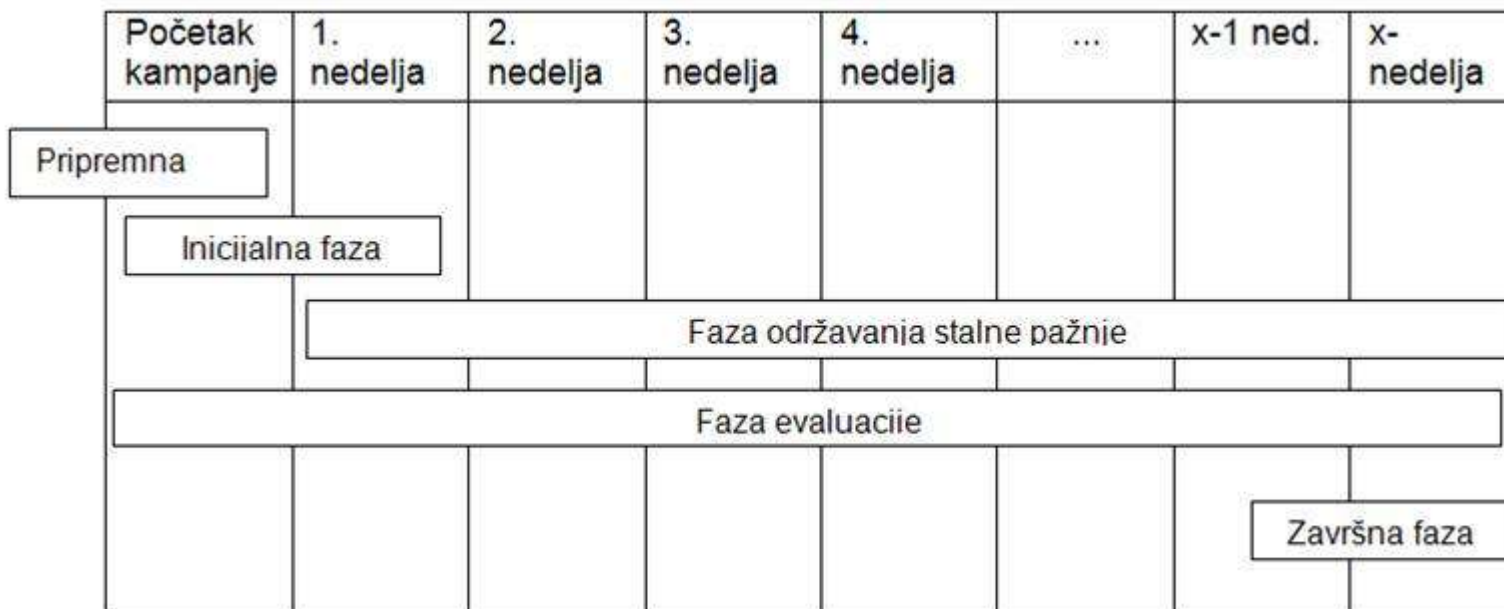 Početak kampanje
1. nedelja
2. nedelja
3. nedelja
4. nedelja
...
x-1 ned.
x- nedelja
Pripremna
Inicijalna faza
Faza održavanja stalne pažnje
Faza evaluacije
Završna faza